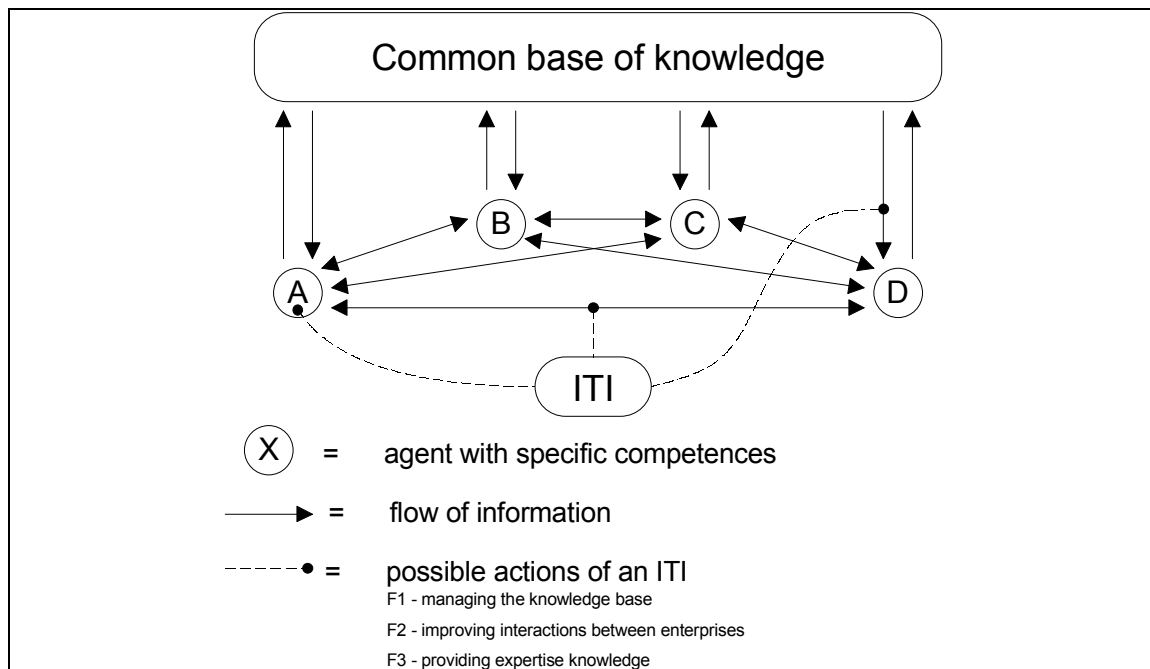 Common base of knowledge
B
C
A
D
ITI
X = agent with specific competences
= flow of information
= possible actions of an ITI
F1 - managing the knowledge base
F2 - improving interactions between enterprises
F3 - providing expertise knowledge